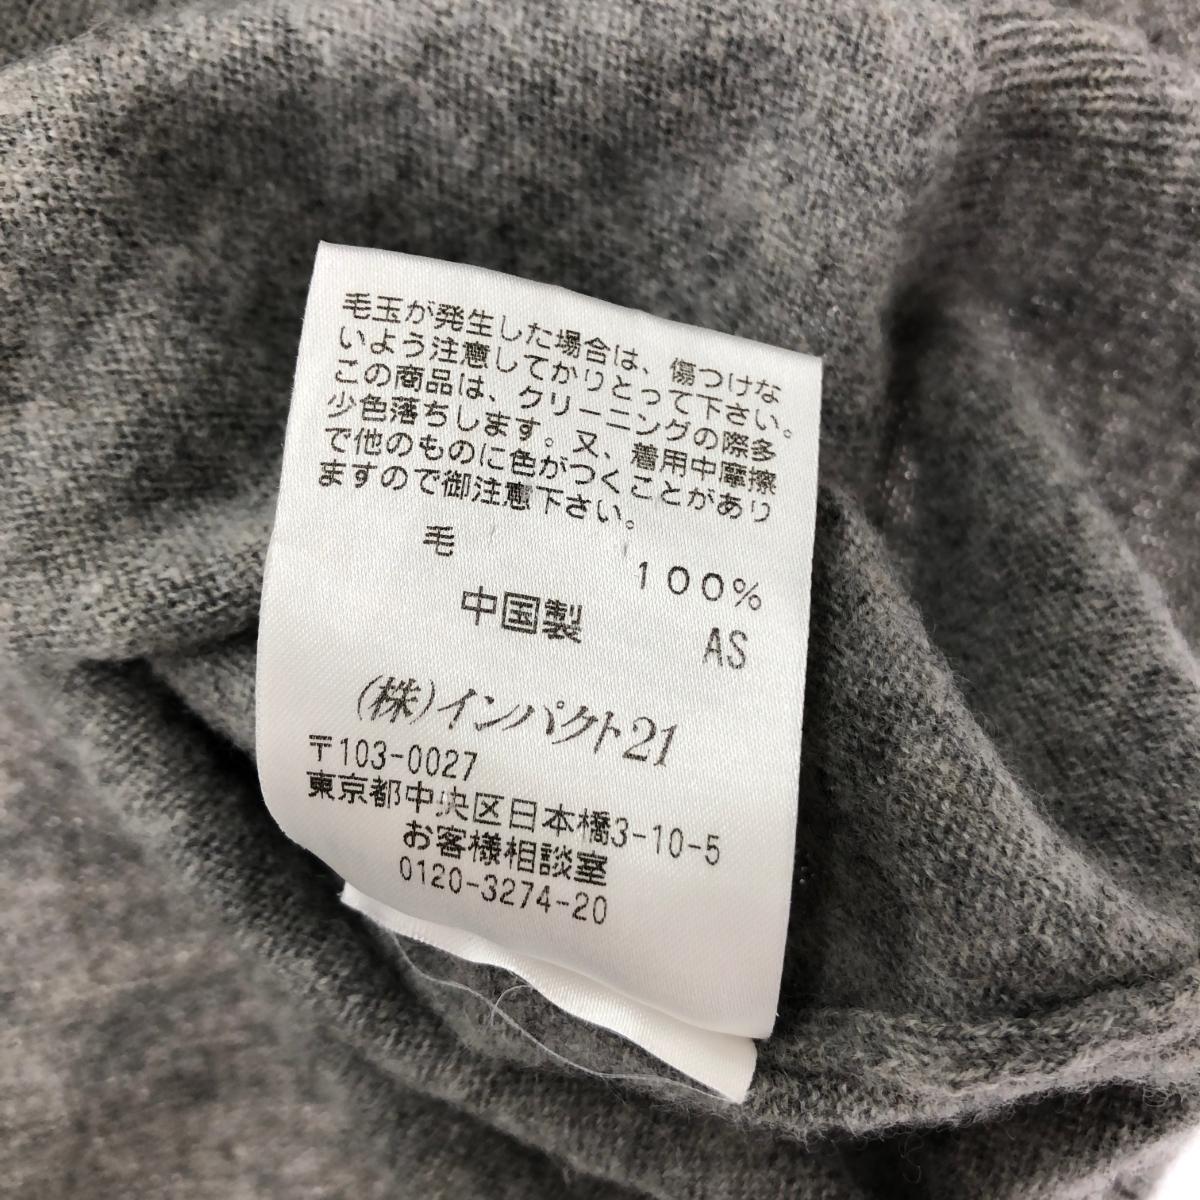 毛玉が発生した場合は、傷つけな
いよう注意してかりとって下さい。
この商品は、クリーニングの際多
少色落ちします。又、着用中摩擦
で他のものに色がつくことがあり
ますので御注意下さい。
毛 100%
中国製 AS
(株)インパクト21
〒103-0027
東京都中央区日本橋3-10-5
お客様相談室
0120-3274-20